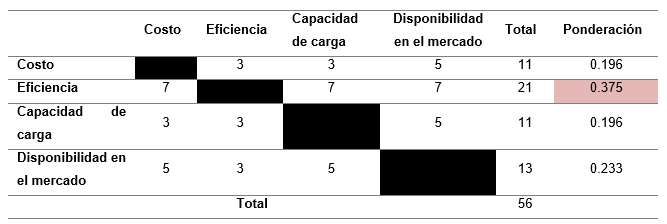 Costo Eficiencia Capacidad de carga Disponibilidad en el mercado Total Ponderación
Costo 3 3 5 11 0.196
Eficiencia 7 7 7 21 0.375
Capacidad de carga 3 3 5 11 0.196
Disponibilidad en el mercado 5 3 5 13 0.233
Total 56